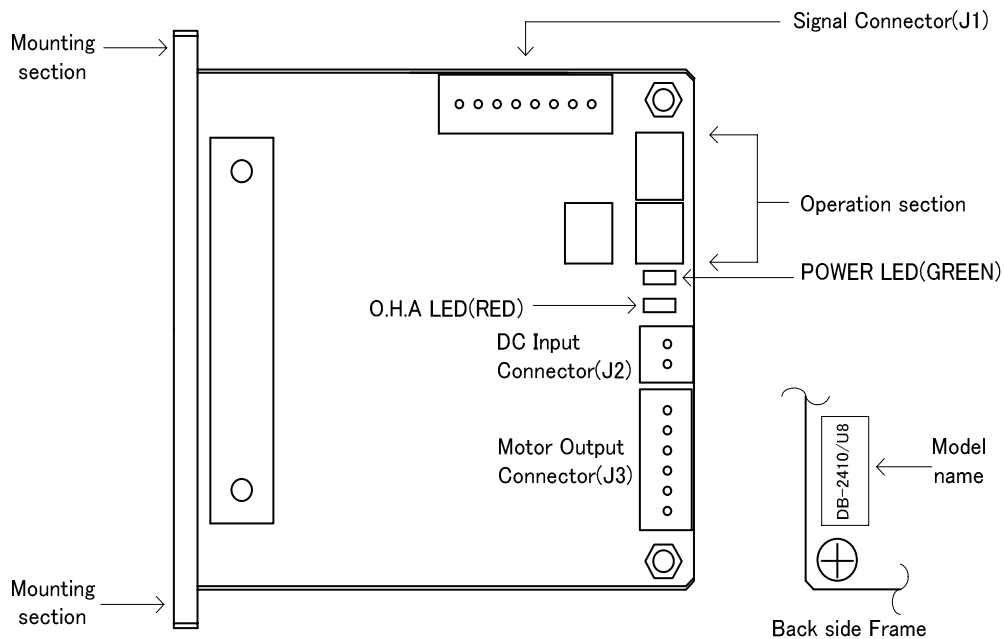 Signal Connector(J1)
Mounting
section
Operation section
POWER LED(GREEN)
O.H.A LED(RED)
DC Input
Connector(J2)
Motor Output
Connector(J3)
DB-2410/U8
Model
name
Mounting
section
Back side Frame